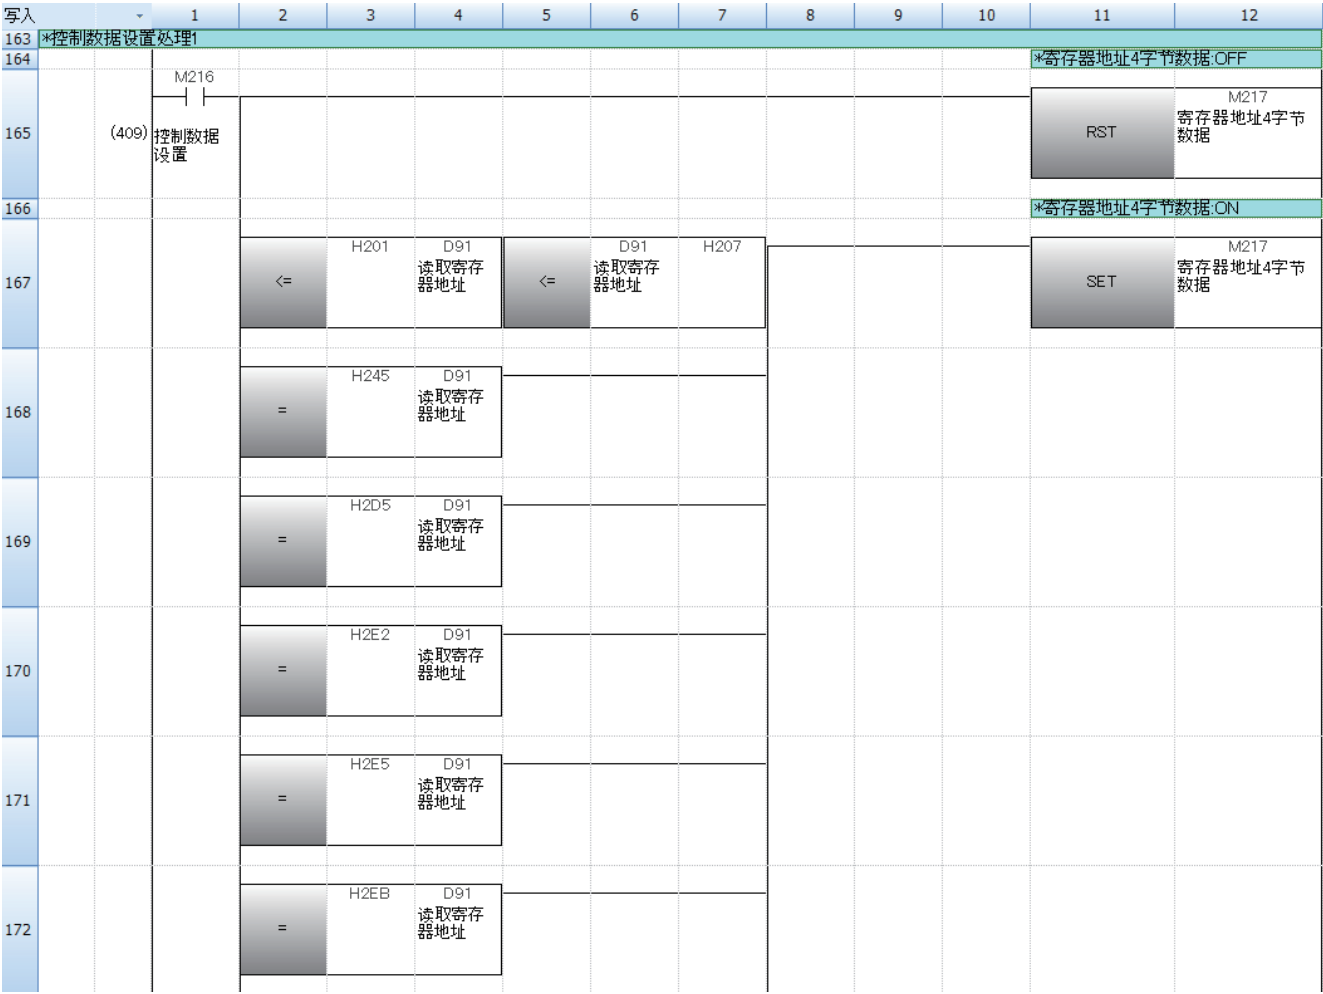 写入 1 2 3 4 5 6 7 8 9 10 11 12
163 *控制数据设置处理1
164 *寄存器地址4字节数据:OFF
M216 M217
165 (409) 控制数据 RST 寄存器地址4字节
设置 数据
166 *寄存器地址4字节数据:ON
H201 D91 D91 H207 M217
167 <= 读取寄存 <= 读取寄存 SET 寄存器地址4字节
器地址 器地址 数据
H245 D91
168 = 读取寄存
器地址
H2D5 D91
169 = 读取寄存
器地址
H2E2 D91
170 = 读取寄存
器地址
H2E5 D91
171 = 读取寄存
器地址
H2EB D91
172 = 读取寄存
器地址